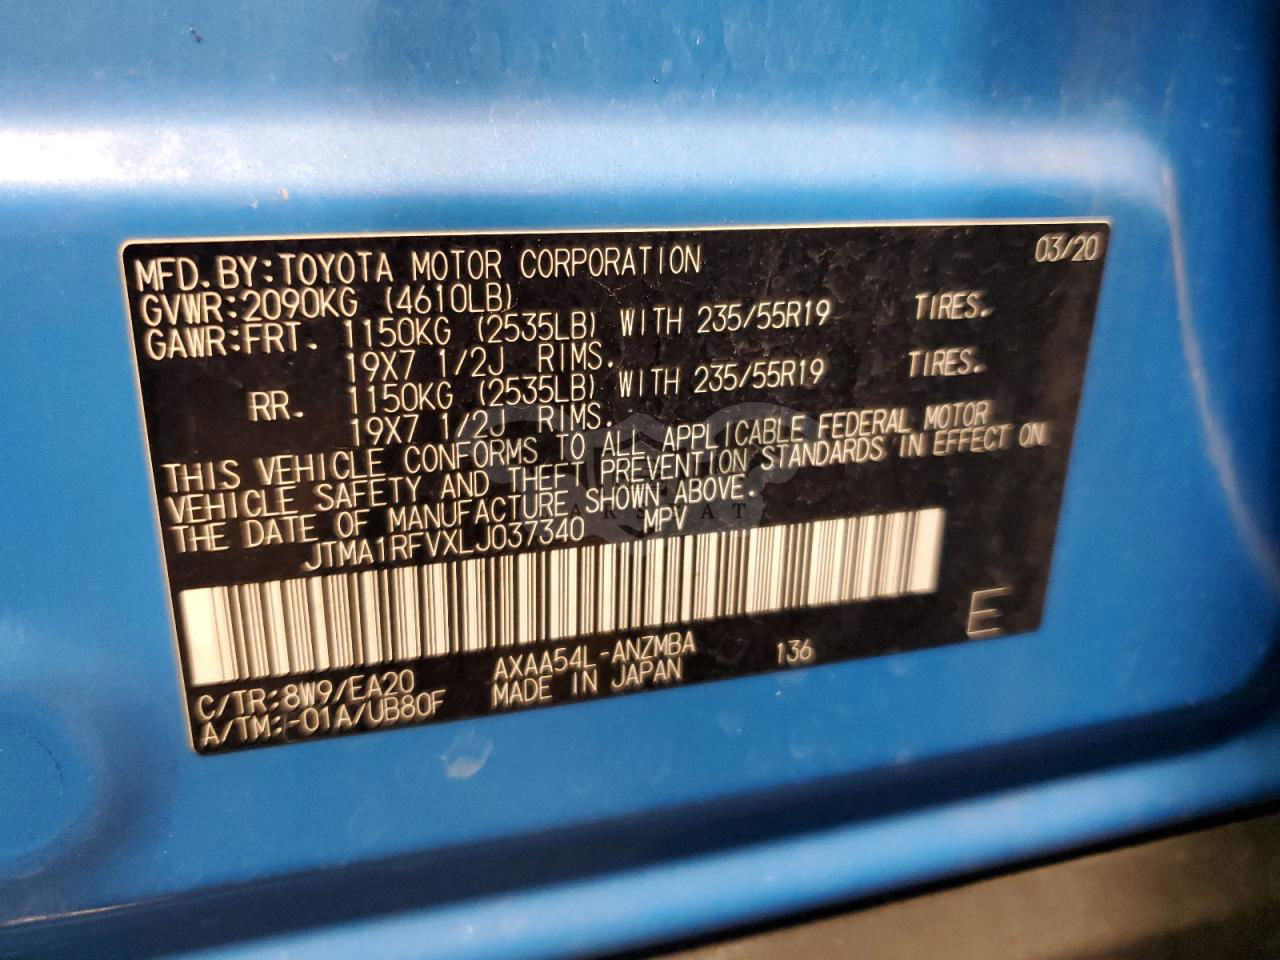 03/20
MFD. BY:TOYOTA MOTOR CORPORATION
GVWR:2090KG (4610LB)
GAWR:FRT. 1150KG (2535LB) WITH 235/55R19 TIRES.
19X7 1/2J RIMS.
RR. 1150KG (2535LB) WITH 235/55R19 TIRES.
19X7 1/2J RIMS.
THIS VEHICLE CONFORMS TO ALL APPLICABLE FEDERAL MOTOR
VEHICLE SAFETY AND THEFT PREVENTION STANDARDS IN EFFECT ON
THE DATE OF MANUFACTURE SHOWN ABOVE.
JTMA1RFVXLJ037340 MPV
E
C/TR:8W9/EA20 AXAA54L-ANZMBA 136
A/TM:-01A/UB80F MADE IN JAPAN